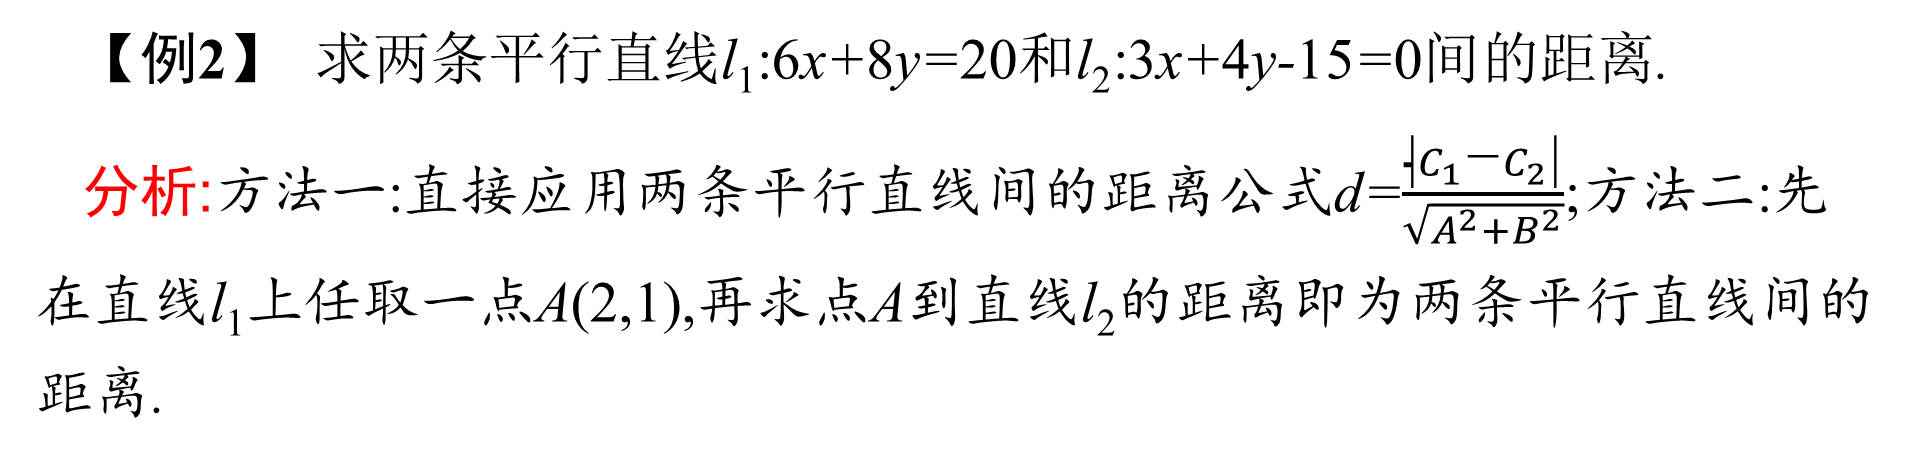 【例2】 求两条平行直线l₁:6x+8y=20和l₂:3x+4y-15=0间的距离.
分析:方法一:直接应用两条平行直线间的距离公式d=|C₁−C₂|/√(A²+B²);方法二:先
在直线l₁上任取一点A(2,1),再求点A到直线l₂的距离即为两条平行直线间的
距离.